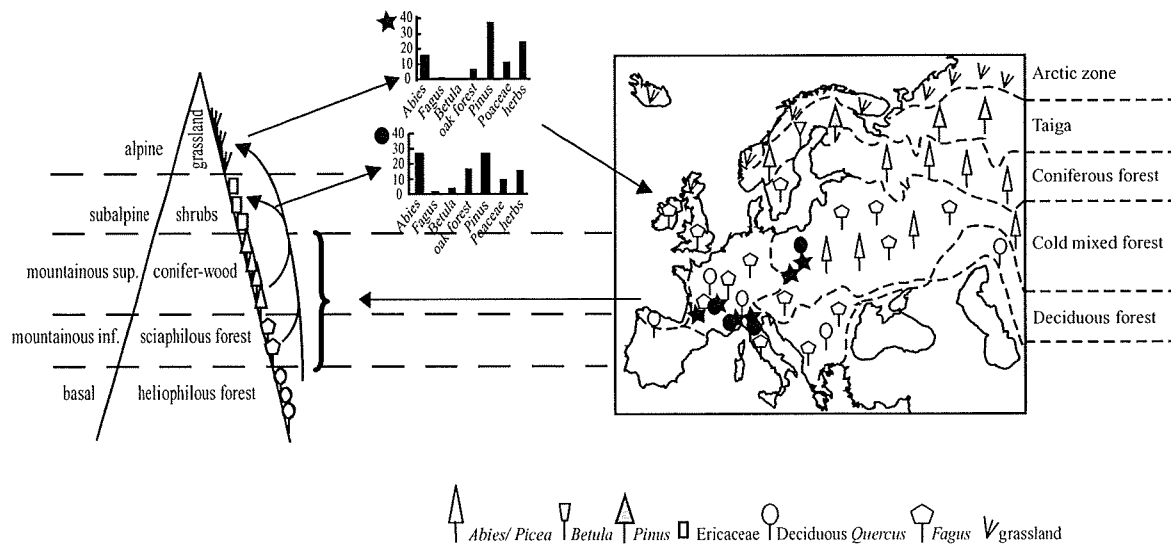 40
30
20
10
0
Abies
Fagus
Betula
oak forest
Pinus
Poaceae
herbs
40
30
20
10
0
Abies
Fagus
Betula
oak forest
Pinus
Poaceae
herbs
alpine
grassland
subalpine
shrubs
mountainous sup.
conifer-wood
mountainous inf.
sciaphilous forest
basal
heliophilous forest
Arctic zone
Taiga
Coniferous forest
Cold mixed forest
Deciduous forest
Abies/ Picea
Betula
Pinus
Ericaceae
Deciduous Quercus
Fagus
grassland